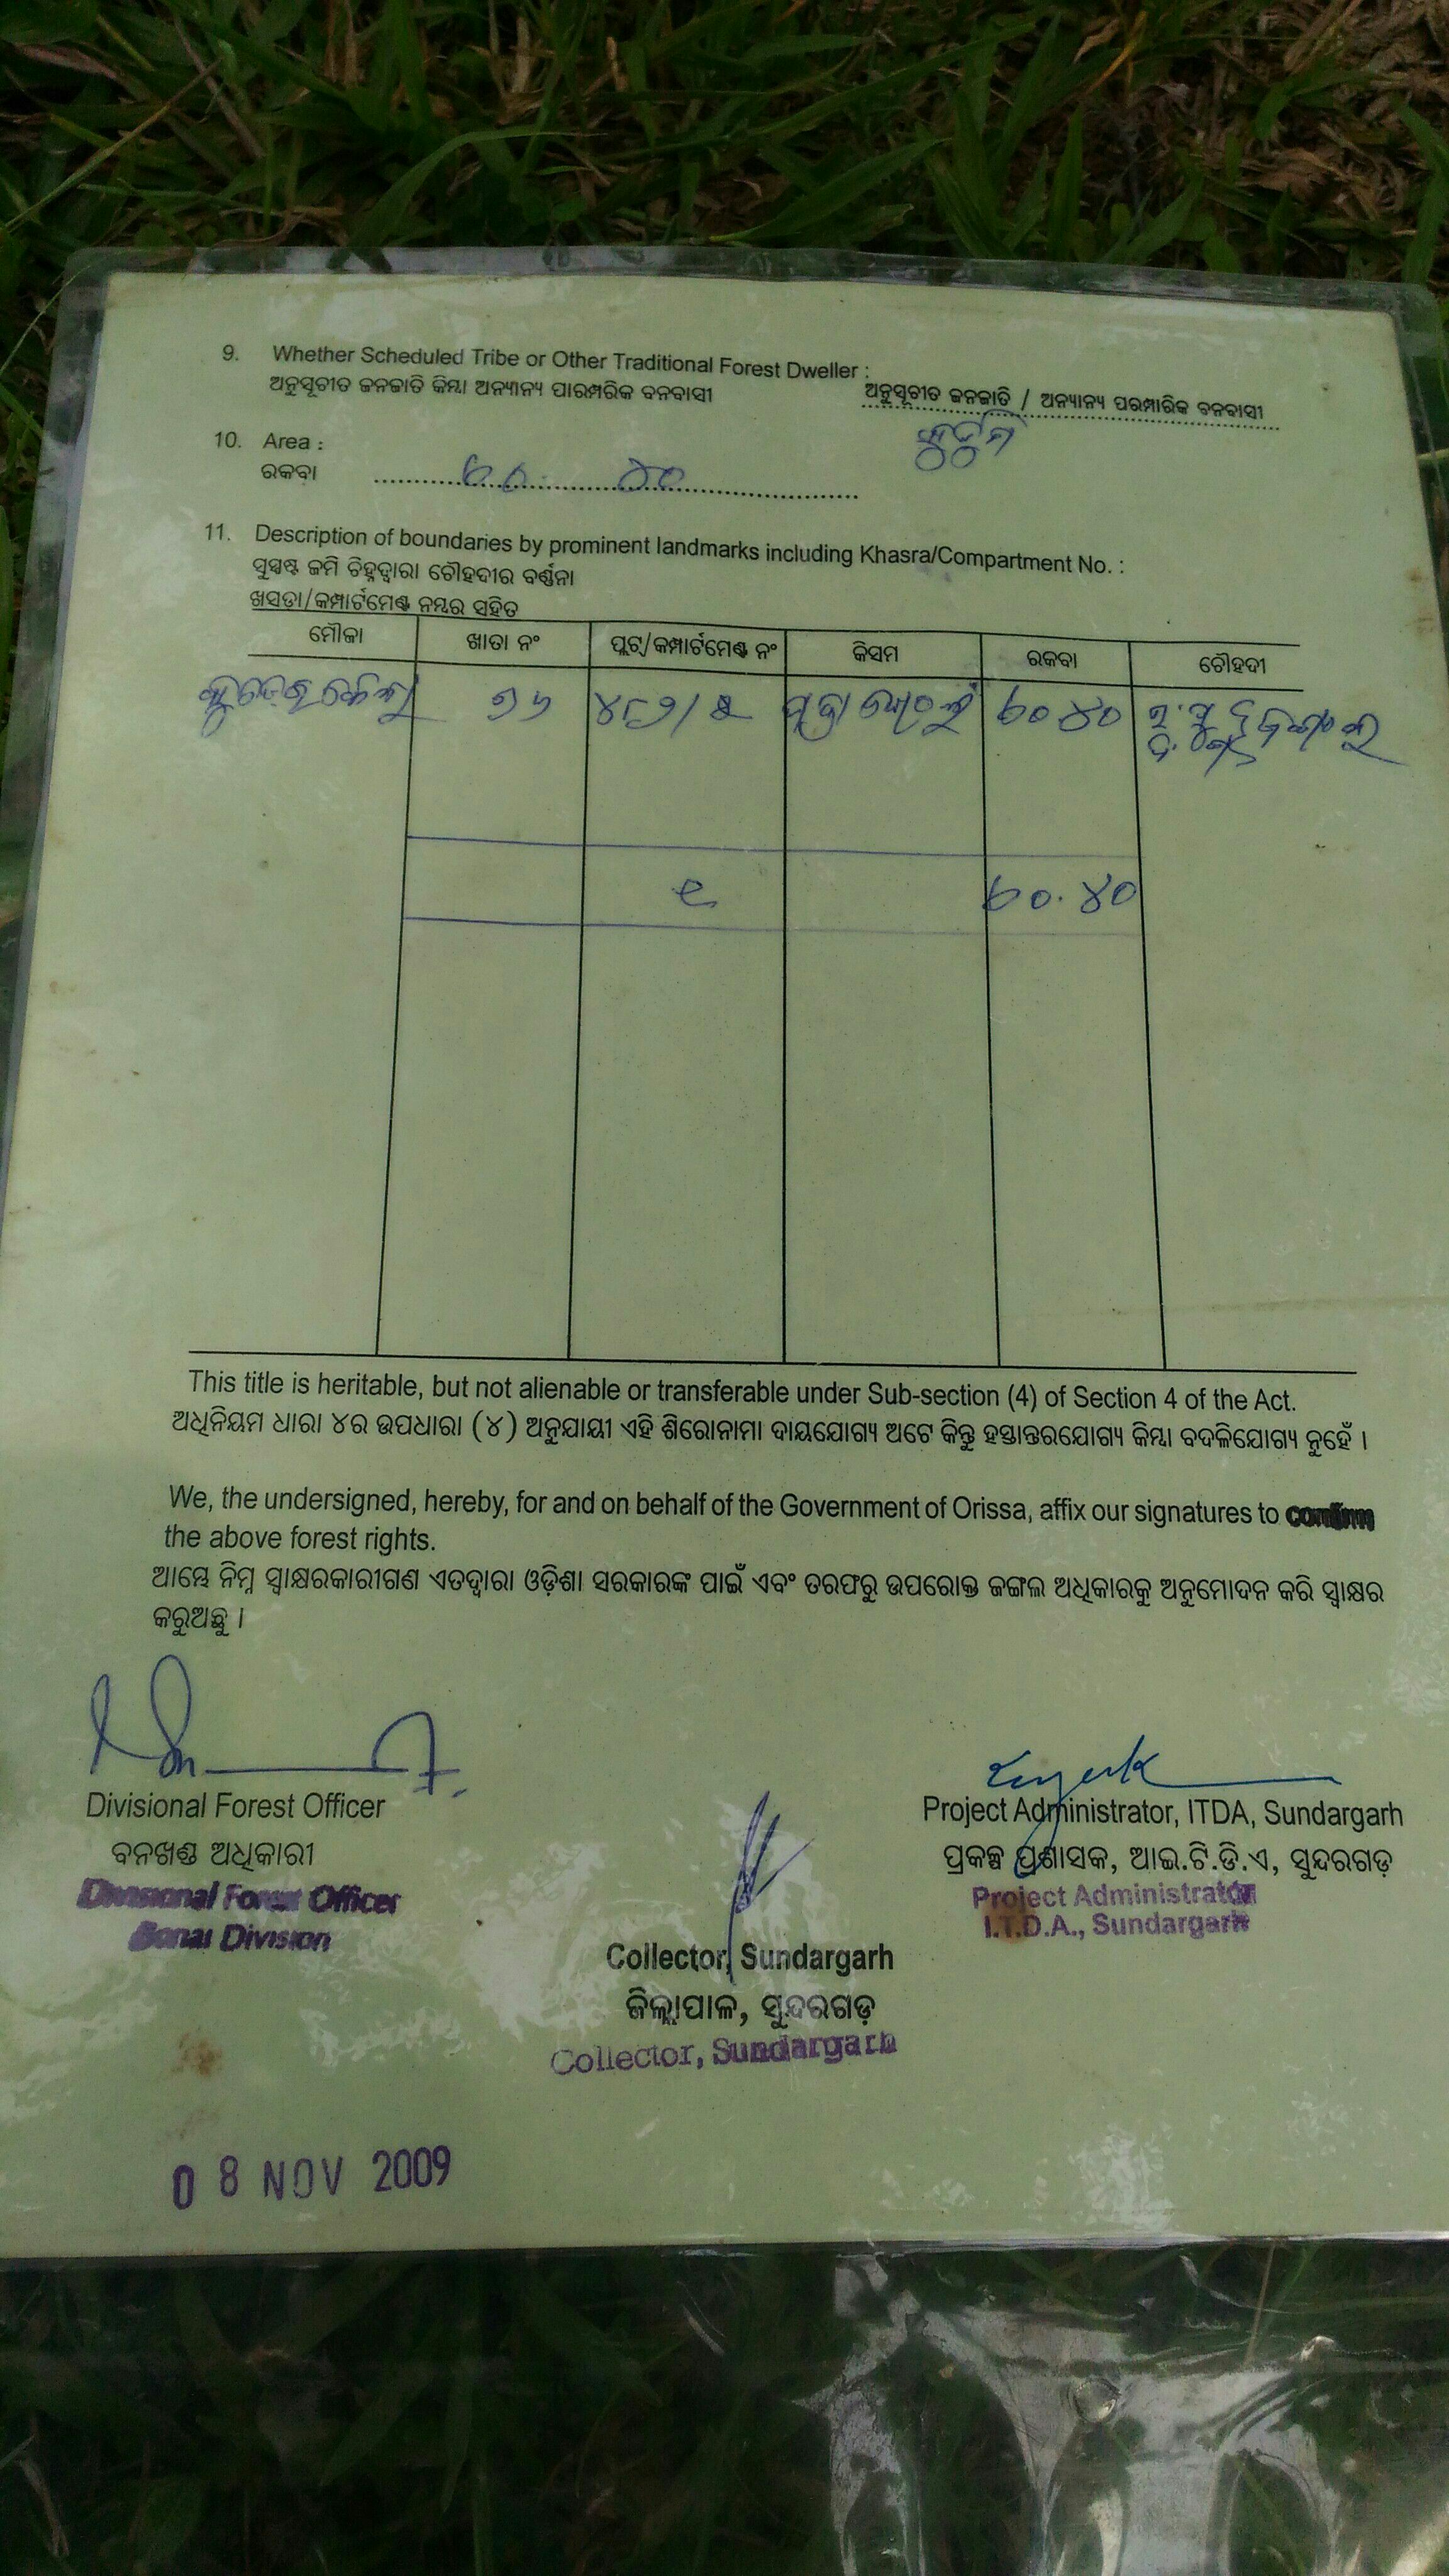 9. Whether Scheduled Tribe or Other Traditional Forest Dweller :
ଅନୁସୂଚୀତ ଜନଜାତି କିମ୍ବା ଅନ୍ୟାନ୍ୟ ପାରମ୍ପରିକ ବନବାସୀ
ଅନୁସୂଚୀତ ଜନଜାତି / ଅନ୍ୟାନ୍ୟ ପରମ୍ପାରିକ ବନବାସୀ
10. Area :
ରକବା
11. Description of boundaries by prominent landmarks including Khasra/Compartment No. :
ସୁସ୍ପଷ୍ଟ ଜମି ଚିହ୍ନଦ୍ୱାରା ଚୌହଦୀର ବର୍ଣ୍ଣନା
ଖସଡା/କମ୍ପାର୍ଟମେଣ୍ଟ ନମ୍ବର ସହିତ
ମୌଜା ଖାତା ନଂ ପ୍ଲଟ୍/କମ୍ପାର୍ଟମେଣ୍ଟ ନଂ କିସମ ରକବା ଚୌହଦୀ
୭୦ ୪୦
୭୦.୪୦
This title is heritable, but not alienable or transferable under Sub-section (4) of Section 4 of the Act.
ଅଧିନିୟମ ଧାରା ୪ର ଉପଧାରା (୪) ଅନୁଯାୟୀ ଏହି ଶିରୋନାମା ଦାୟଯୋଗ୍ୟ ଅଟେ କିନ୍ତୁ ହସ୍ତାନ୍ତରଯୋଗ୍ୟ କିମ୍ବା ବଦଳିଯୋଗ୍ୟ ନୁହେଁ ।
We, the undersigned, hereby, for and on behalf of the Government of Orissa, affix our signatures to confirm
the above forest rights.
ଆମ୍ଭେ ନିମ୍ନ ସ୍ୱାକ୍ଷରକାରୀଗଣ ଏତଦ୍ୱାରା ଓଡ଼ିଶା ସରକାରଙ୍କ ପାଇଁ ଏବଂ ତରଫରୁ ଉପରୋକ୍ତ ଜଙ୍ଗଲ ଅଧିକାରକୁ ଅନୁମୋଦନ କରି ସ୍ୱାକ୍ଷର
କରୁଅଛୁ ।
Divisional Forest Officer
ବନଖଣ୍ଡ ଅଧିକାରୀ
Divisional Forest Officer
Bonai Division
Project Administrator, ITDA, Sundargarh
ପ୍ରକଳ୍ପ ପ୍ରଶାସକ, ଆଇ.ଟି.ଡି.ଏ, ସୁନ୍ଦରଗଡ଼
Project Administrator
I.T.D.A., Sundargarh
Collector, Sundargarh
ଜିଲ୍ଲାପାଳ, ସୁନ୍ଦରଗଡ଼
Collector, Sundargarh
08 NOV 2009